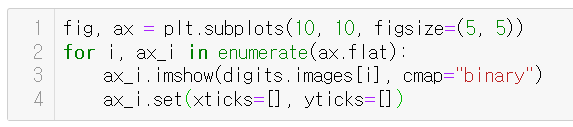 1 fig, ax = plt.subplots(10, 10, figsize=(5, 5))
2 for i, ax_i in enumerate(ax.flat):
3     ax_i.imshow(digits.images[i], cmap="binary")
4     ax_i.set(xticks=[], yticks=[])